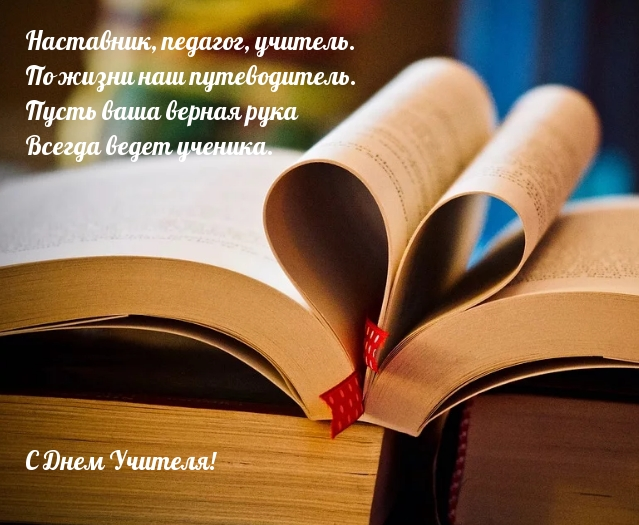 Наставник, педагог, учитель.
По жизни наш путеводитель.
Пусть ваша верная рука
Всегда ведет ученика.
С Днем Учителя!